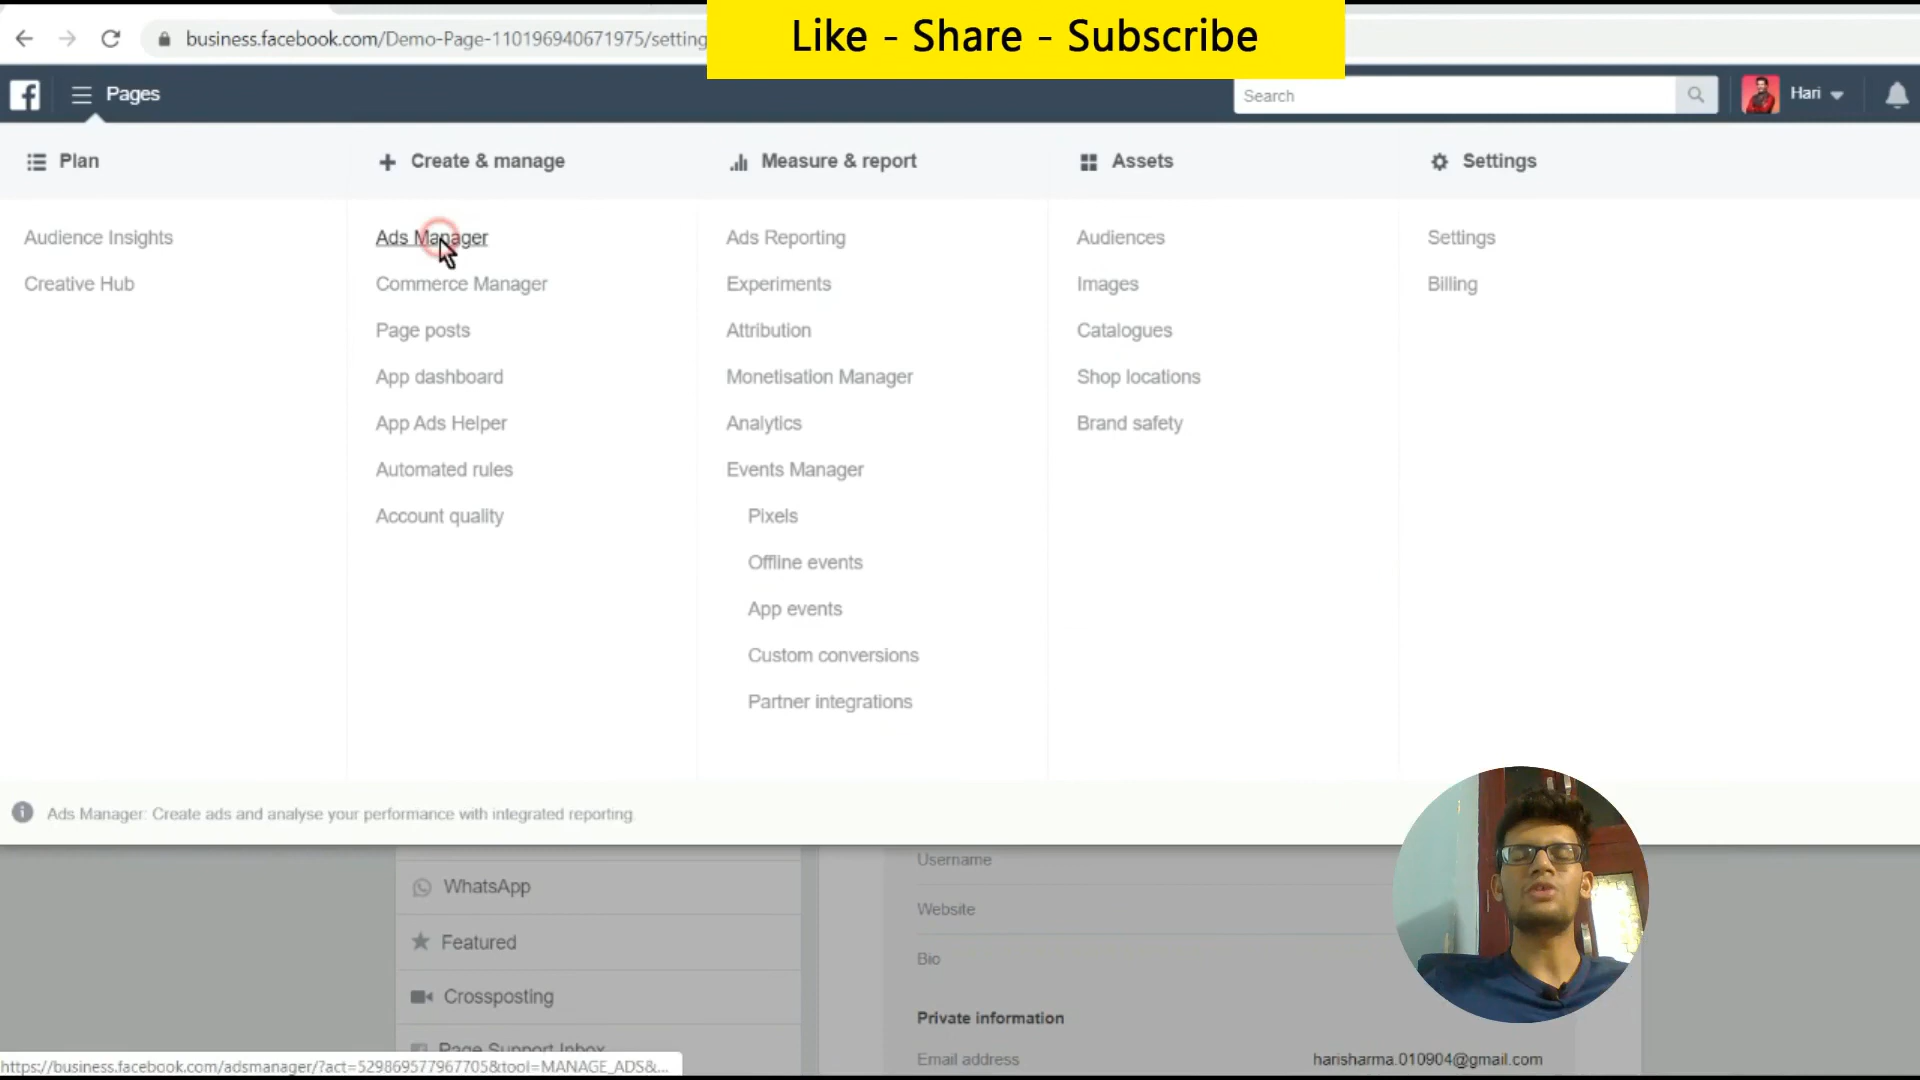 Like - Share - Subscribe
business.facebook.com/Demo-Page-110196940671975/setting
Pages
Search
Hari
Plan
Create & manage
Measure & report
Assets
Settings
Audience Insights
Creative Hub
Ads Manager
Commerce Manager
Page posts
App dashboard
App Ads Helper
Automated rules
Account quality
Ads Reporting
Experiments
Attribution
Monetisation Manager
Analytics
Events Manager
Pixels
Offline events
App events
Custom conversions
Partner integrations
Audiences
Images
Catalogues
Shop locations
Brand safety
Settings
Billing
Ads Manager: Create ads and analyse your performance with integrated reporting.
WhatsApp
Featured
Crossposting
Page Support Inbox
Username
Website
Bio
Private information
Email address
harisharma.010904@gmail.com
https://business.facebook.com/adsmanager/?act=529869577967705&tool=MANAGE_ADS&...